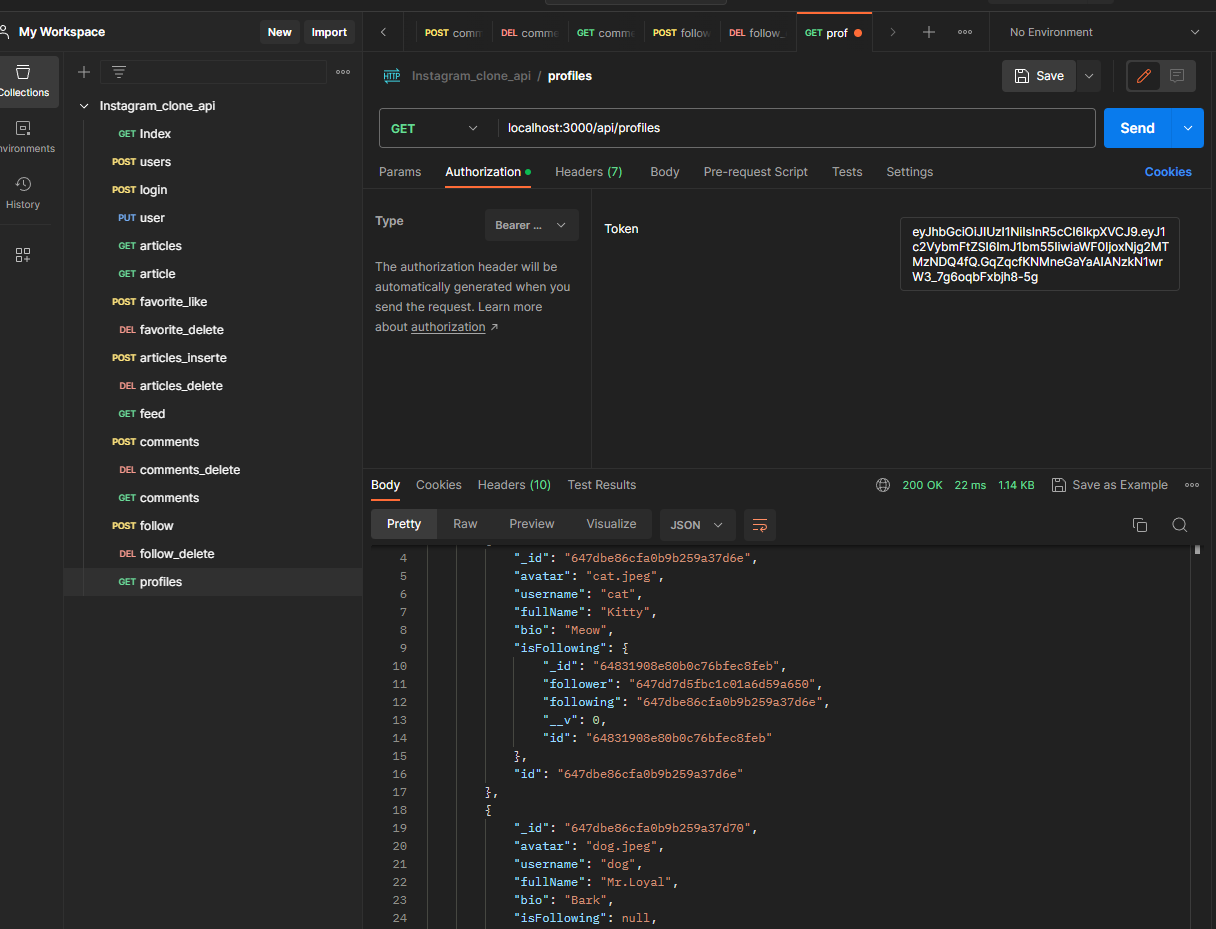 My Workspace
New
Import
POST comm
DEL comme
GET comme
POST follow
DEL follow_
GET prof
No Environment
Collections
nvironments
History
Instagram_clone_api
GET Index
POST users
POST login
PUT user
GET articles
GET article
POST favorite_like
DEL favorite_delete
POST articles_inserte
DEL articles_delete
GET feed
POST comments
DEL comments_delete
GET comments
POST follow
DEL follow_delete
GET profiles
HTTP Instagram_clone_api / profiles
Save
GET localhost:3000/api/profiles
Send
Params Authorization Headers (7) Body Pre-request Script Tests Settings Cookies
Type
Bearer ...
The authorization header will be
automatically generated when you
send the request. Learn more
about authorization ↗
Token
eyJhbGciOiJIUzI1NiIsInR5cCI6IkpXVCJ9.eyJ1
c2VybmFtZSI6ImJ1bm55IiwiaWF0IjoxNjg2MT
MzNDQ4fQ.GqZqcfKNMneGaYaAIANzkN1wr
W3_7g6oqbFxbjh8-5g
Body Cookies Headers (10) Test Results
200 OK 22 ms 1.14 KB Save as Example
Pretty Raw Preview Visualize JSON
4 "_id": "647dbe86cfa0b9b259a37d6e",
5 "avatar": "cat.jpeg",
6 "username": "cat",
7 "fullName": "Kitty",
8 "bio": "Meow",
9 "isFollowing": {
10 "_id": "64831908e80b0c76bfec8feb",
11 "follower": "647dd7d5fbc1c01a6d59a650",
12 "following": "647dbe86cfa0b9b259a37d6e",
13 "__v": 0,
14 "id": "64831908e80b0c76bfec8feb"
15 },
16 "id": "647dbe86cfa0b9b259a37d6e"
17 },
18 {
19 "_id": "647dbe86cfa0b9b259a37d70",
20 "avatar": "dog.jpeg",
21 "username": "dog",
22 "fullName": "Mr.Loyal",
23 "bio": "Bark",
24 "isFollowing": null,